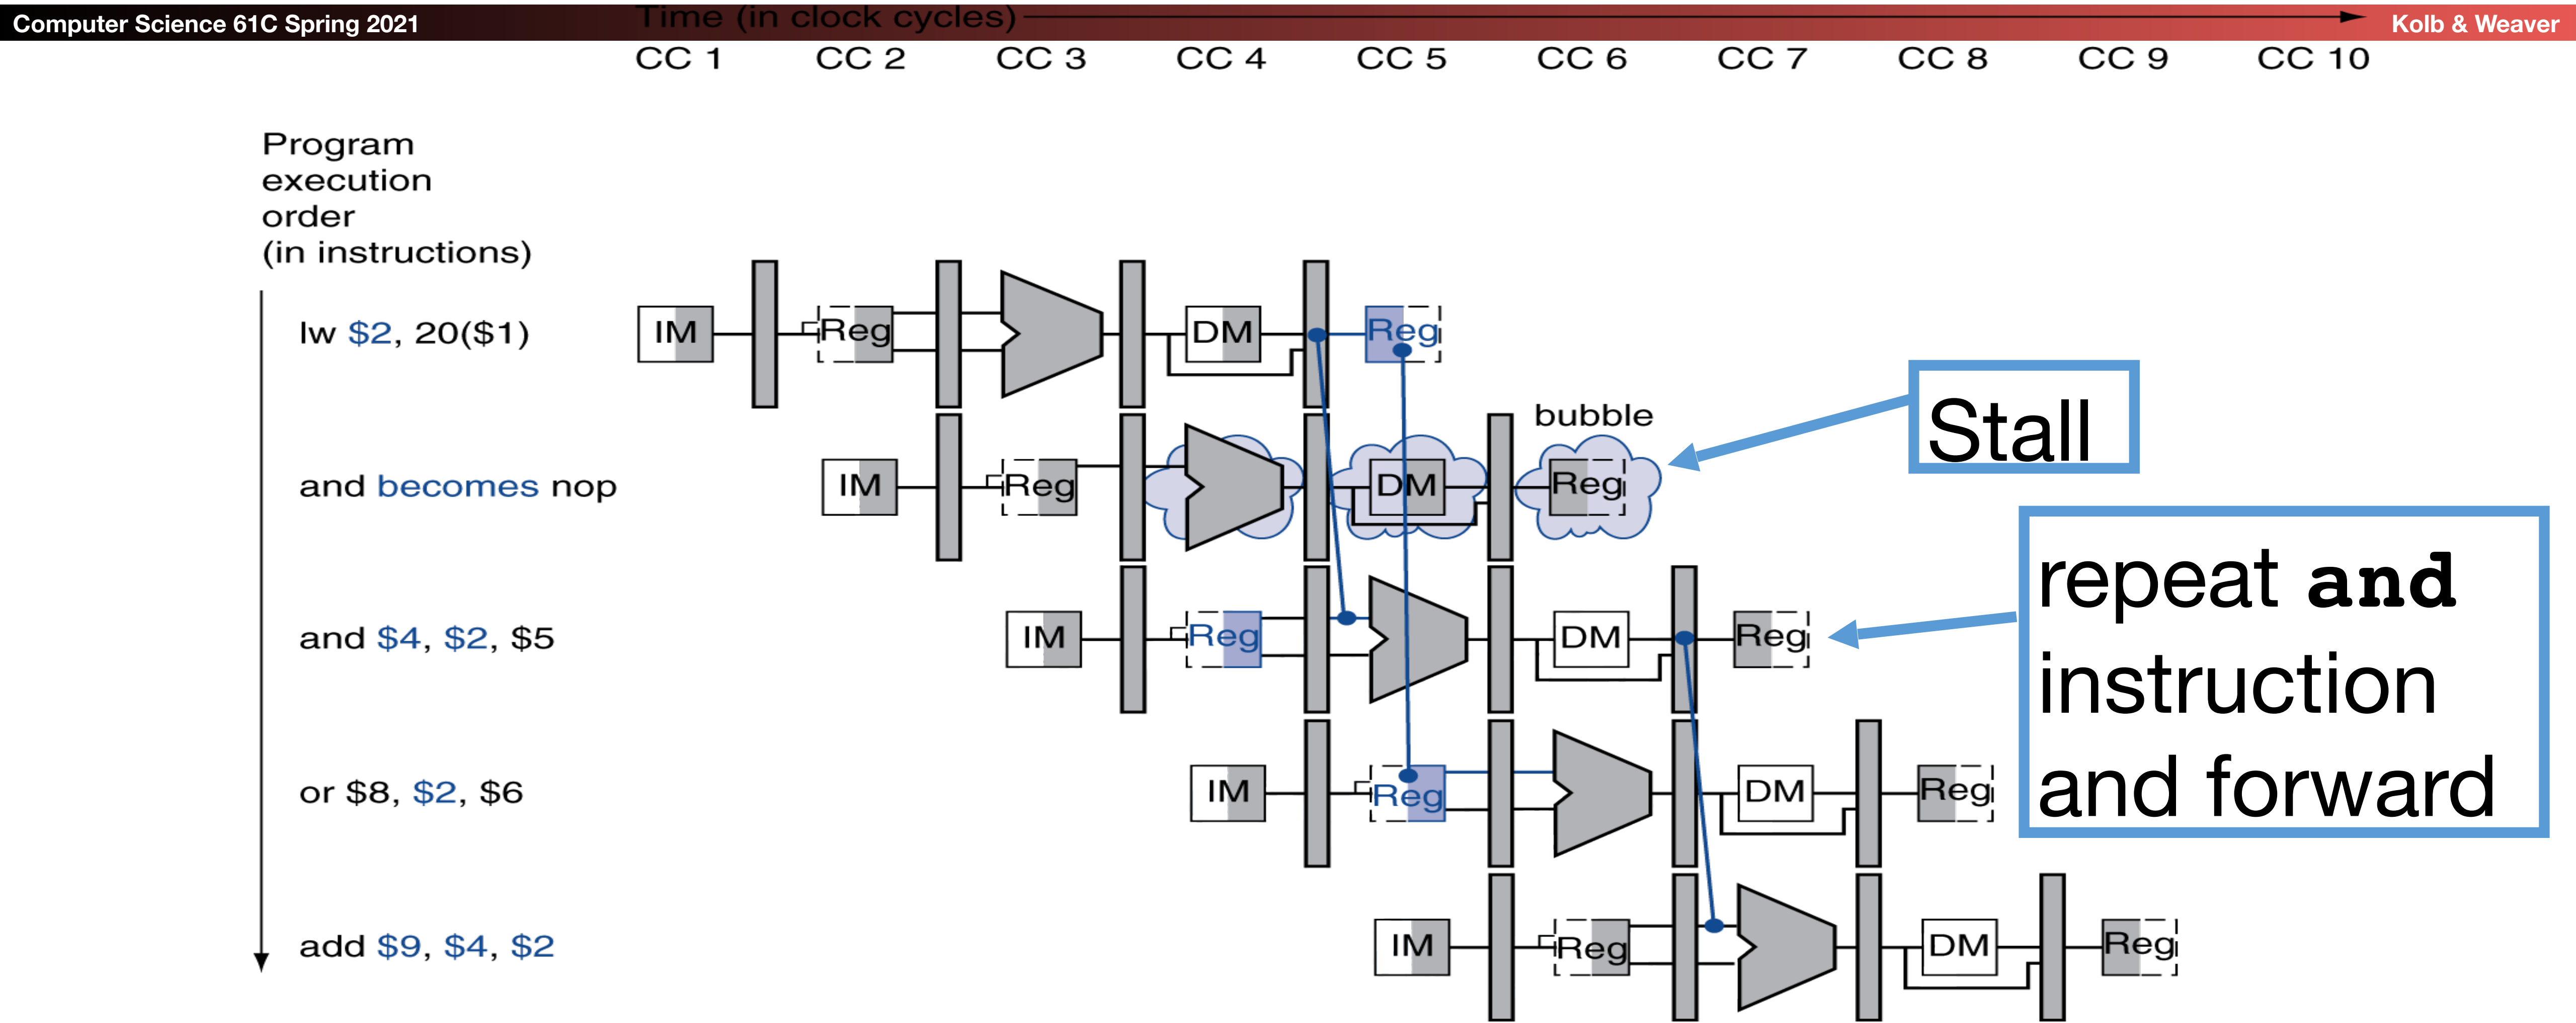 Computer Science 61C Spring 2021
Time (in clock cycles)
Kolb & Weaver
CC 1 CC 2 CC 3 CC 4 CC 5 CC 6 CC 7 CC 8 CC 9 CC 10
Program
execution
order
(in instructions)
lw $2, 20($1)
IM Reg DM Reg
bubble
Stall
and becomes nop
IM Reg DM Reg
repeat and
instruction
and forward
and $4, $2, $5
IM Reg DM Reg
or $8, $2, $6
IM Reg DM Reg
add $9, $4, $2
IM Reg DM Reg